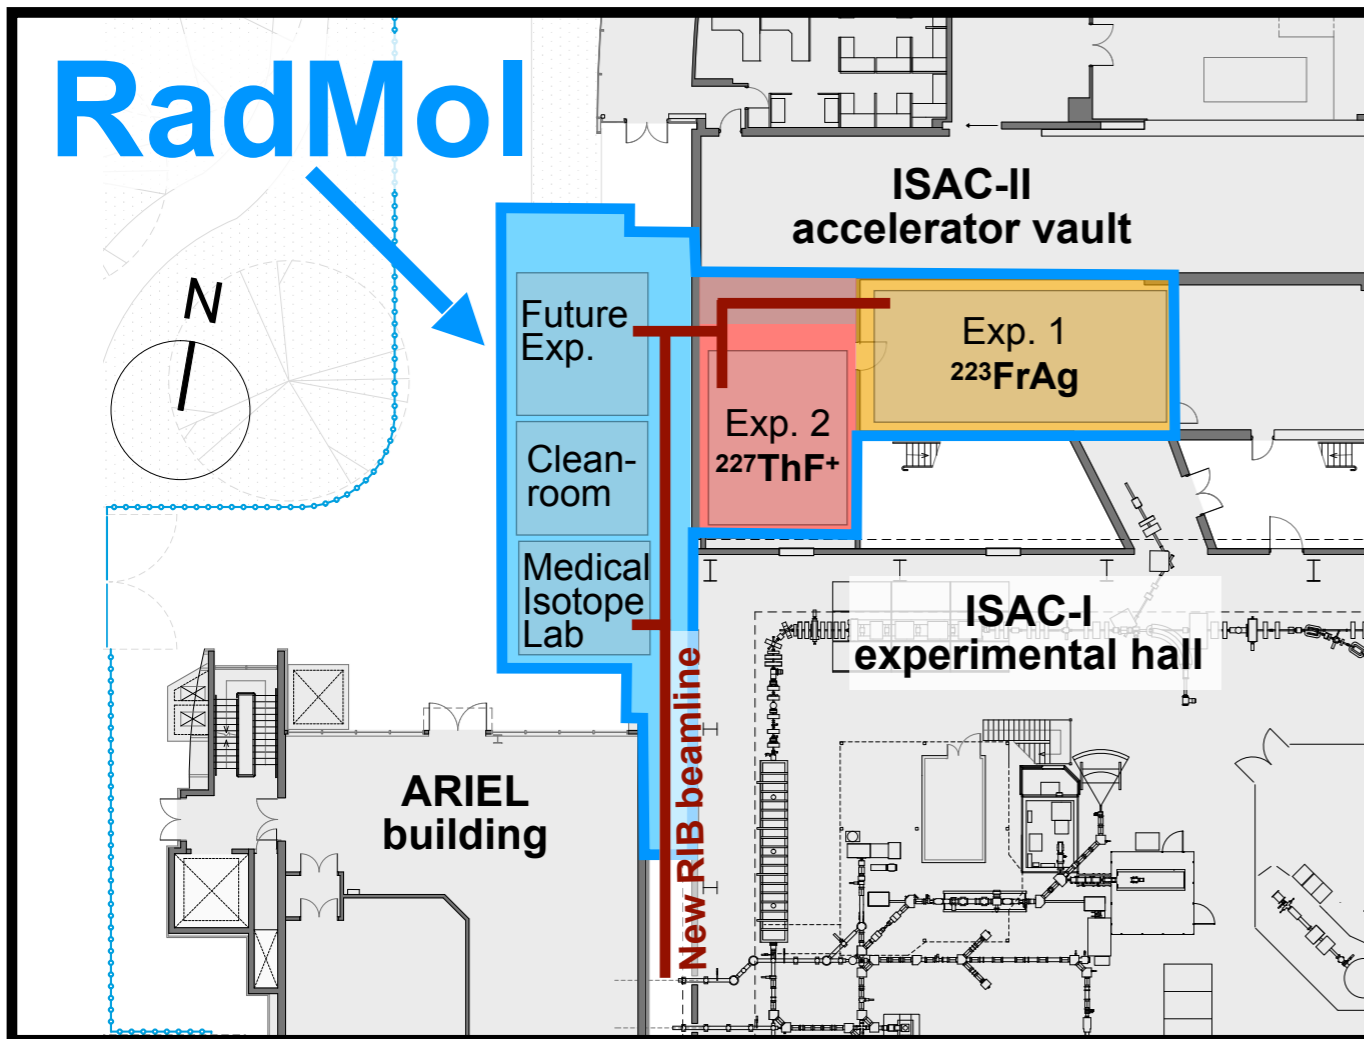 RadMol
ISAC-II
accelerator vault
N
Future
Exp.
Exp. 1
²²³FrAg
Exp. 2
²²⁷ThF⁺
Clean-
room
Medical
Isotope
Lab
ISAC-I
experimental hall
New RIB beamline
ARIEL
building